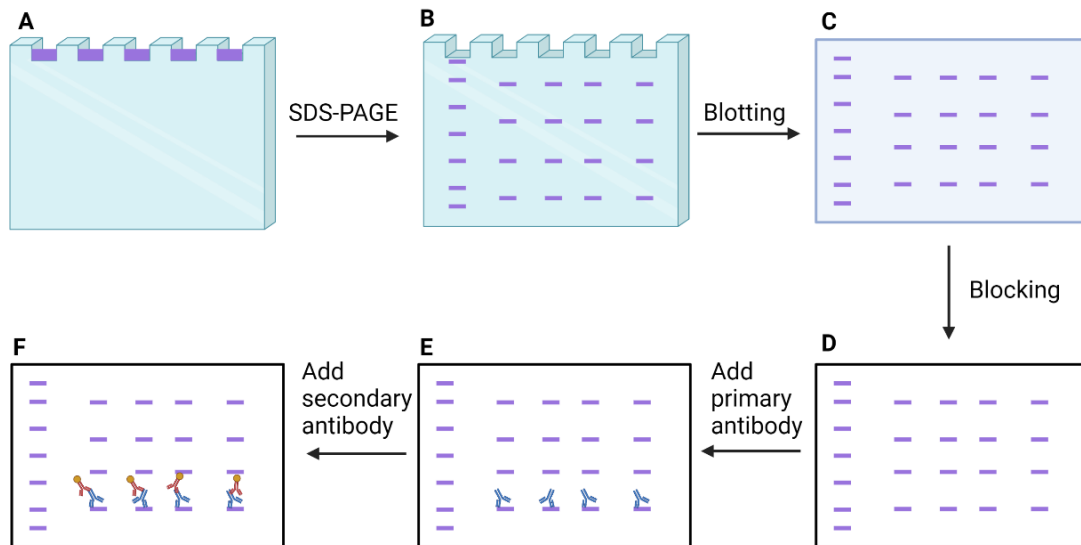 A
SDS-PAGE
B
Blotting
C
Blocking
D
Add
primary
antibody
E
Add
secondary
antibody
F